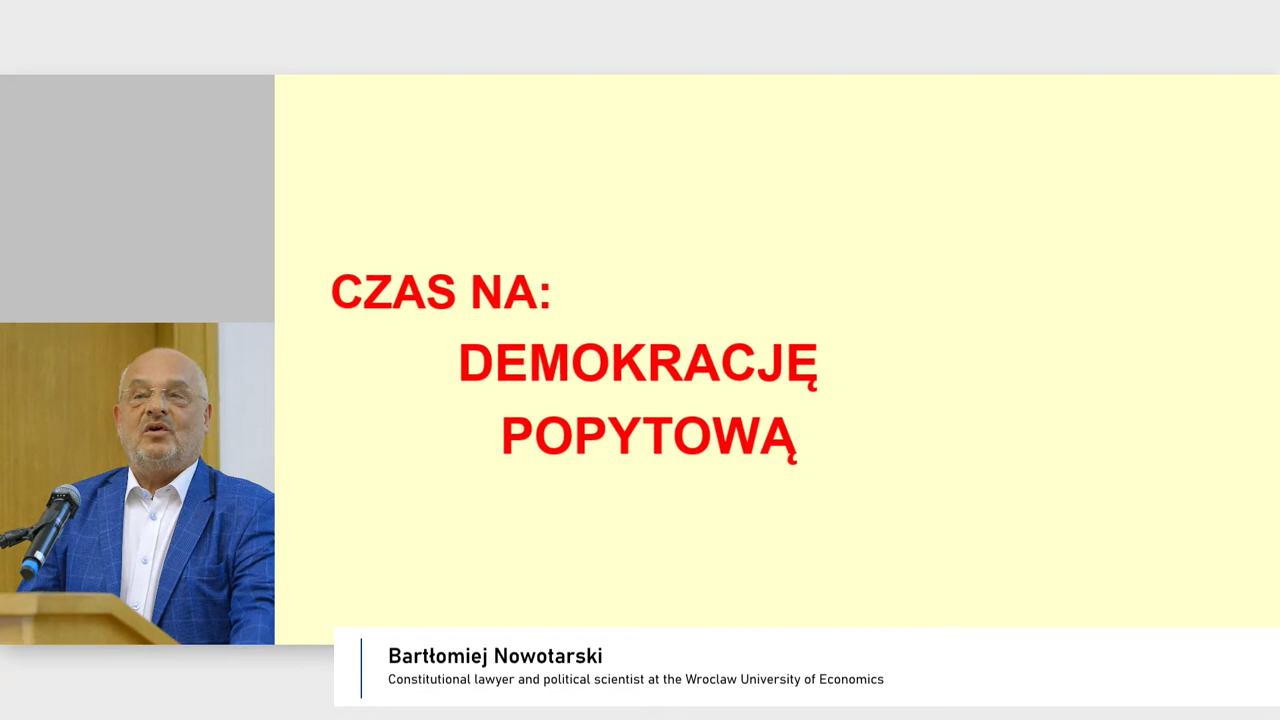 CZAS NA:
DEMOKRACJĘ
POPYTOWĄ
Bartłomiej Nowotarski
Constitutional lawyer and political scientist at the Wroclaw University of Economics